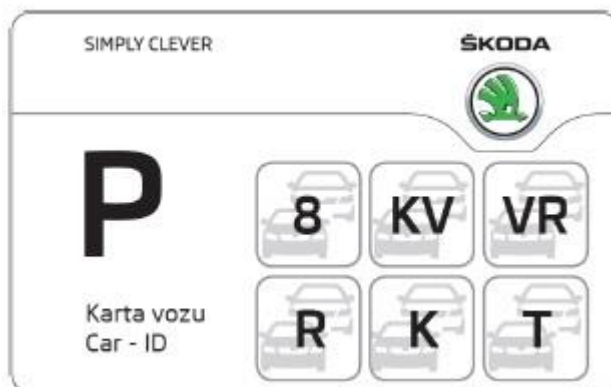 SIMPLY CLEVER
ŠKODA
P
8 KV VR
R K T
Karta vozu
Car - ID